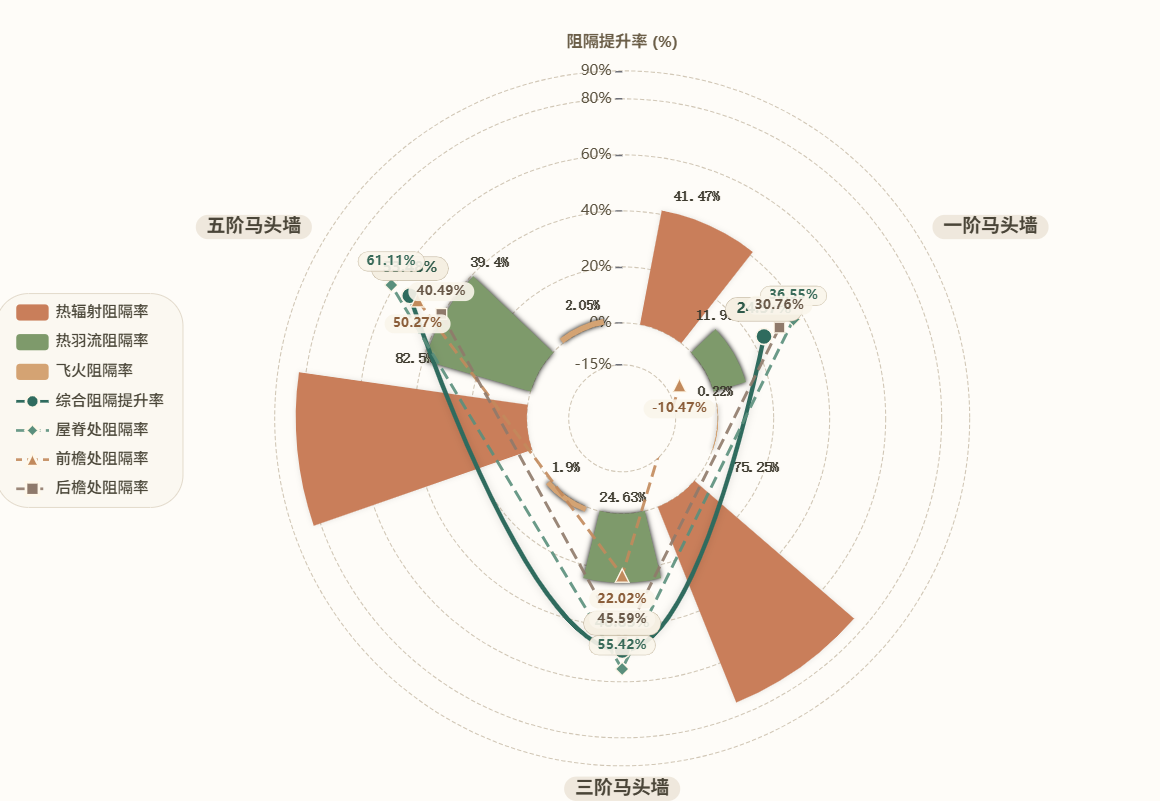 阻隔提升率 (%)
90%
80%
60%
40%
20%
0%
-15%
41.47%
五阶马头墙
一阶马头墙
61.11%
39.4%
40.49%
50.27%
2.05%
82.5%
36.55%
30.76%
0.22%
-10.47%
75.25%
1.9%
24.63%
22.02%
45.59%
55.42%
热辐射阻隔率
热羽流阻隔率
飞火阻隔率
综合阻隔提升率
屋脊处阻隔率
前檐处阻隔率
后檐处阻隔率
三阶马头墙